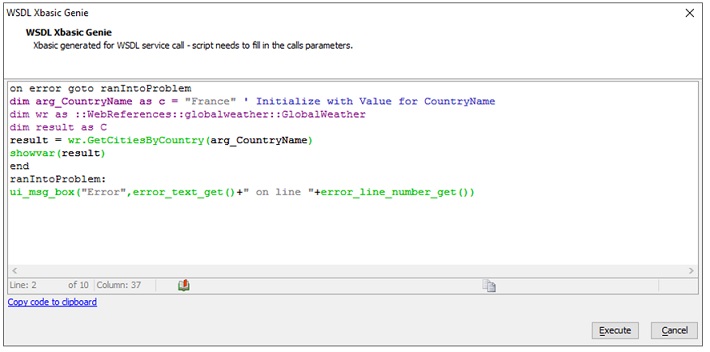 WSDL Xbasic Genie
WSDL Xbasic Genie
Xbasic generated for WSDL service call - script needs to fill in the calls parameters.
on error goto ranIntoProblem
dim arg_CountryName as c = "France" ' Initialize with Value for CountryName
dim wr as ::WebReferences::globalweather::GlobalWeather
dim result as C
result = wr.GetCitiesByCountry(arg_CountryName)
showvar(result)
end
ranIntoProblem:
ui_msg_box("Error",error_text_get()+" on line "+error_line_number_get())
Line: 2 of 10 Column: 37
Copy code to clipboard
Execute Cancel